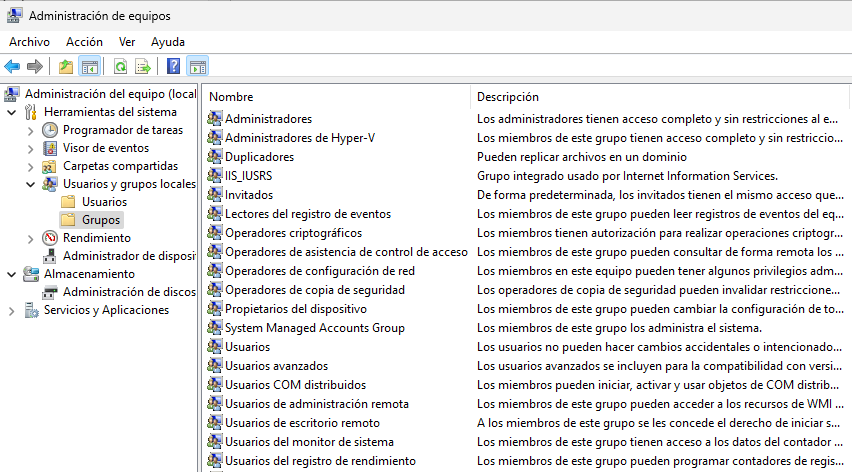 Administración de equipos
Archivo Acción Ver Ayuda
Administración del equipo (local
Herramientas del sistema
Programador de tareas
Visor de eventos
Carpetas compartidas
Usuarios y grupos locales
Usuarios
Grupos
Rendimiento
Administrador de disposit
Almacenamiento
Administración de discos
Servicios y Aplicaciones
Nombre Descripción
Administradores Los administradores tienen acceso completo y sin restricciones al e...
Administradores de Hyper-V Los miembros de este grupo tienen acceso completo y sin restriccio...
Duplicadores Pueden replicar archivos en un dominio
IIS_IUSRS Grupo integrado usado por Internet Information Services.
Invitados De forma predeterminada, los invitados tienen el mismo acceso que...
Lectores del registro de eventos Los miembros de este grupo pueden leer registros de eventos del eq...
Operadores criptográficos Los miembros tienen autorización para realizar operaciones criptogr...
Operadores de asistencia de control de acceso Los miembros de este grupo pueden consultar de forma remota los ...
Operadores de configuración de red Los miembros en este equipo pueden tener algunos privilegios adm...
Operadores de copia de seguridad Los operadores de copia de seguridad pueden invalidar restriccione...
Propietarios del dispositivo Los miembros de este grupo pueden cambiar la configuración de to...
System Managed Accounts Group Los miembros de este grupo los administra el sistema.
Usuarios Los usuarios no pueden hacer cambios accidentales o intencionado...
Usuarios avanzados Los usuarios avanzados se incluyen para la compatibilidad con versi...
Usuarios COM distribuidos Los miembros pueden iniciar, activar y usar objetos de COM distrib...
Usuarios de administración remota Los miembros de este grupo pueden acceder a los recursos de WMI ...
Usuarios de escritorio remoto A los miembros de este grupo se les concede el derecho de iniciar s...
Usuarios del monitor de sistema Los miembros de este grupo tienen acceso a los datos del contador ...
Usuarios del registro de rendimiento Los miembros de este grupo pueden programar contadores de regis...